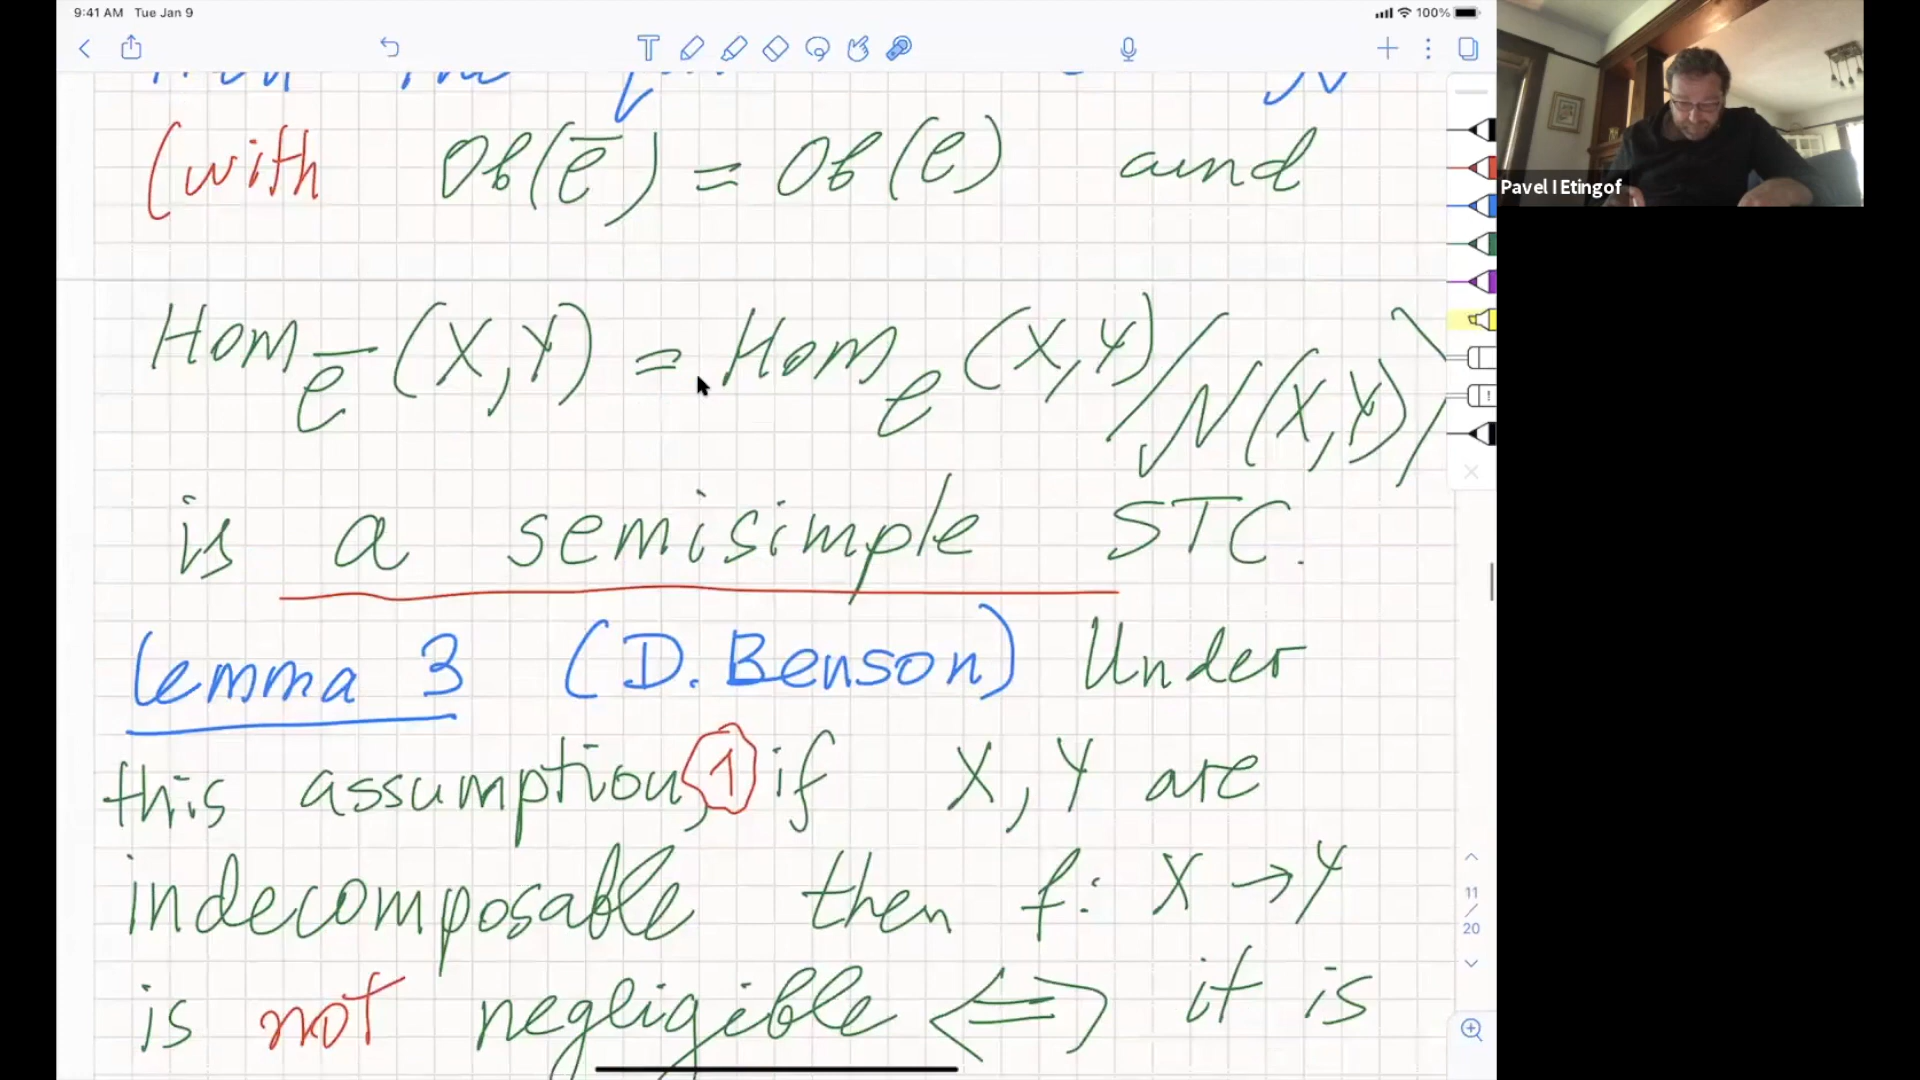 9:41 AM Tue Jan 9
100%
(with Ob(C̄) = Ob(C) and
Hom_C̄(X,Y) = Hom_C(X,Y)/N(X,Y))
is a semisimple STC.
Lemma 3 (D. Benson) Under
this assumption, 1 if X, Y are
indecomposable then f: X → Y
is not negligible <=> it is
11
/
20
Pavel I Etingof